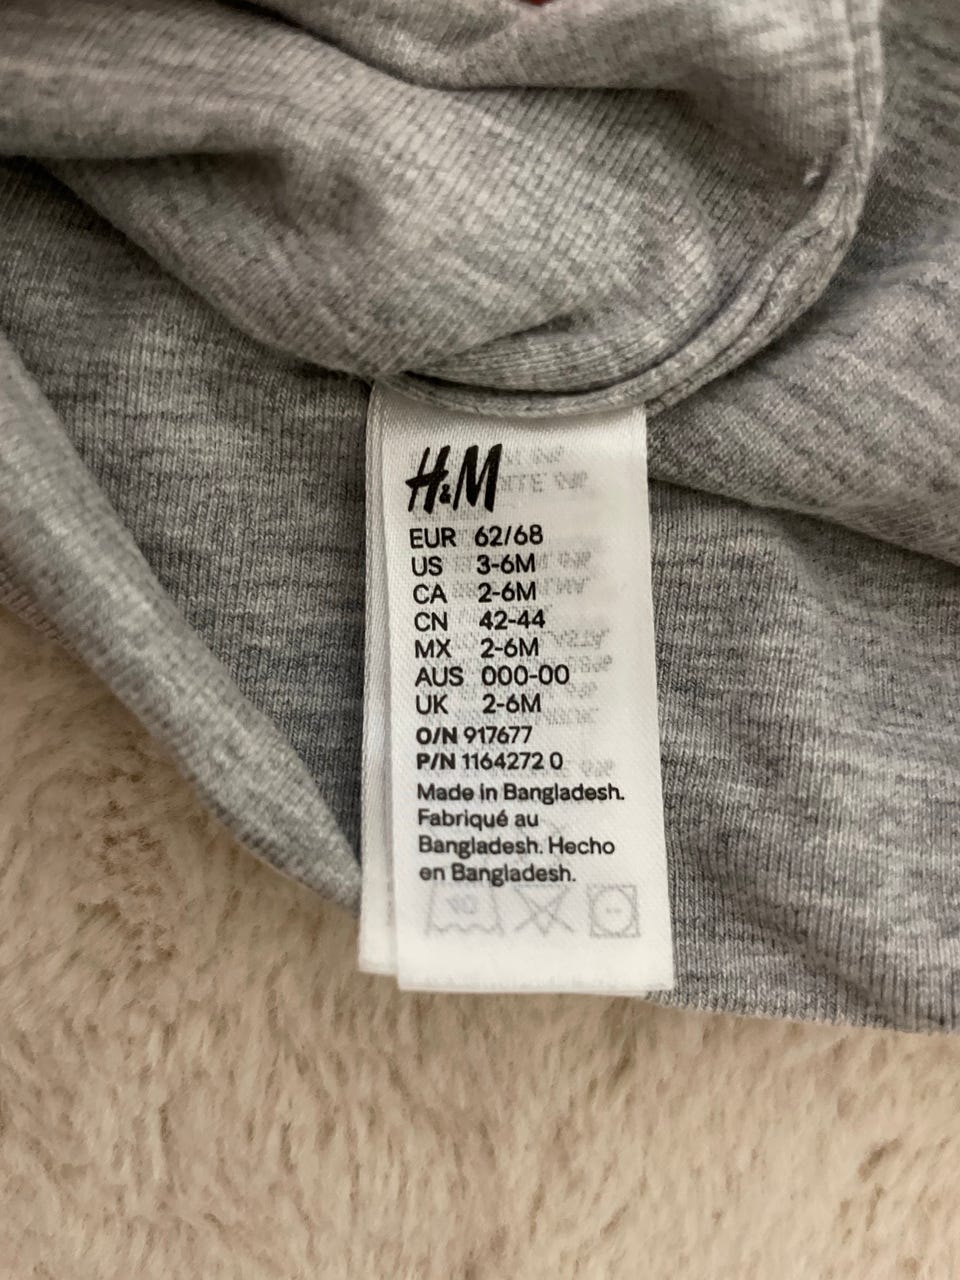 H&M
EUR 62/68
US 3-6M
CA 2-6M
CN 42-44
MX 2-6M
AUS 000-00
UK 2-6M
O/N 917677
P/N 1164272 0
Made in Bangladesh.
Fabriqué au
Bangladesh. Hecho
en Bangladesh.
40